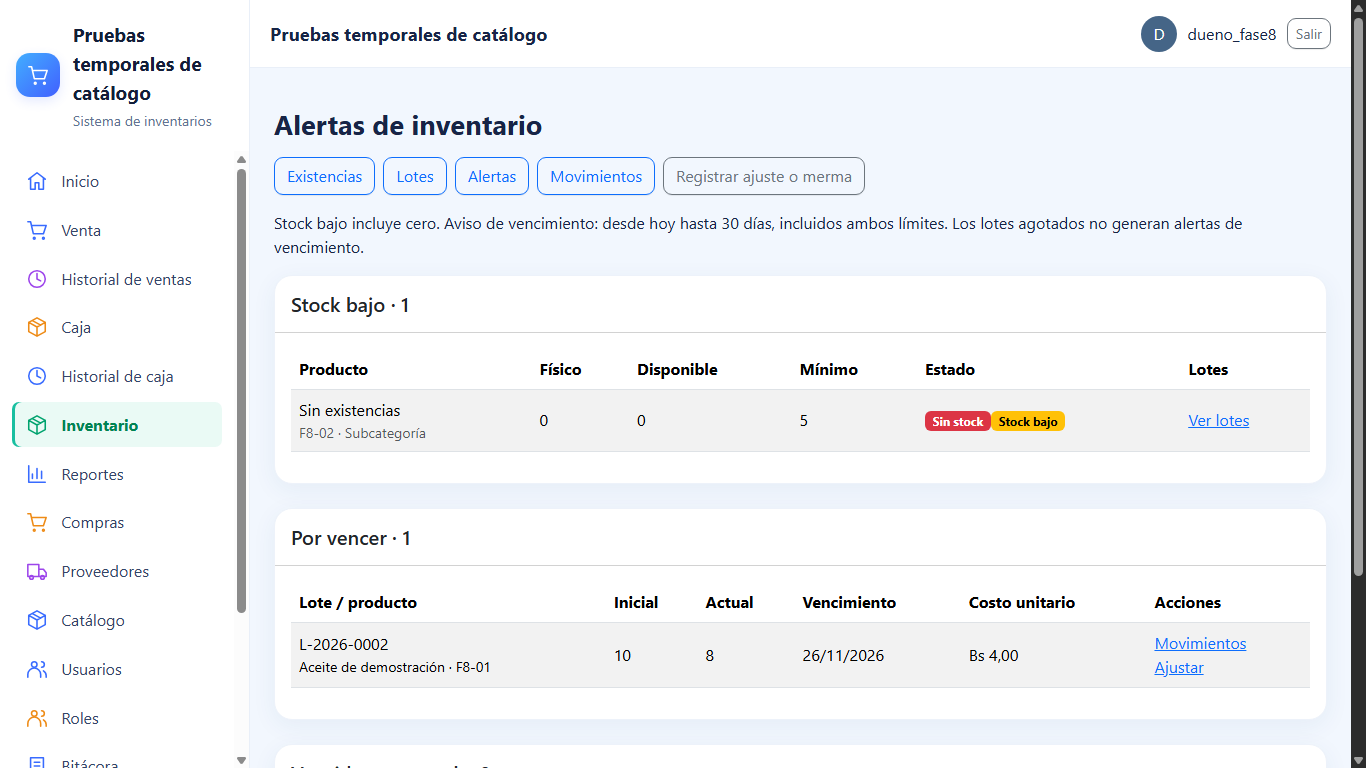 Pruebas
temporales de
catálogo
Sistema de inventarios
Inicio
Venta
Historial de ventas
Caja
Historial de caja
Inventario
Reportes
Compras
Proveedores
Catálogo
Usuarios
Roles
Bitácora
Pruebas temporales de catálogo
D dueno_fase8 Salir
Alertas de inventario
Existencias Lotes Alertas Movimientos Registrar ajuste o merma
Stock bajo incluye cero. Aviso de vencimiento: desde hoy hasta 30 días, incluidos ambos límites. Los lotes agotados no generan alertas de
vencimiento.
Stock bajo · 1
Producto Físico Disponible Mínimo Estado Lotes
Sin existencias 0 0 5 Sin stock Stock bajo Ver lotes
F8-02 · Subcategoría
Por vencer · 1
Lote / producto Inicial Actual Vencimiento Costo unitario Acciones
L-2026-0002 10 8 26/11/2026 Bs 4,00 Movimientos
Aceite de demostración · F8-01 Ajustar